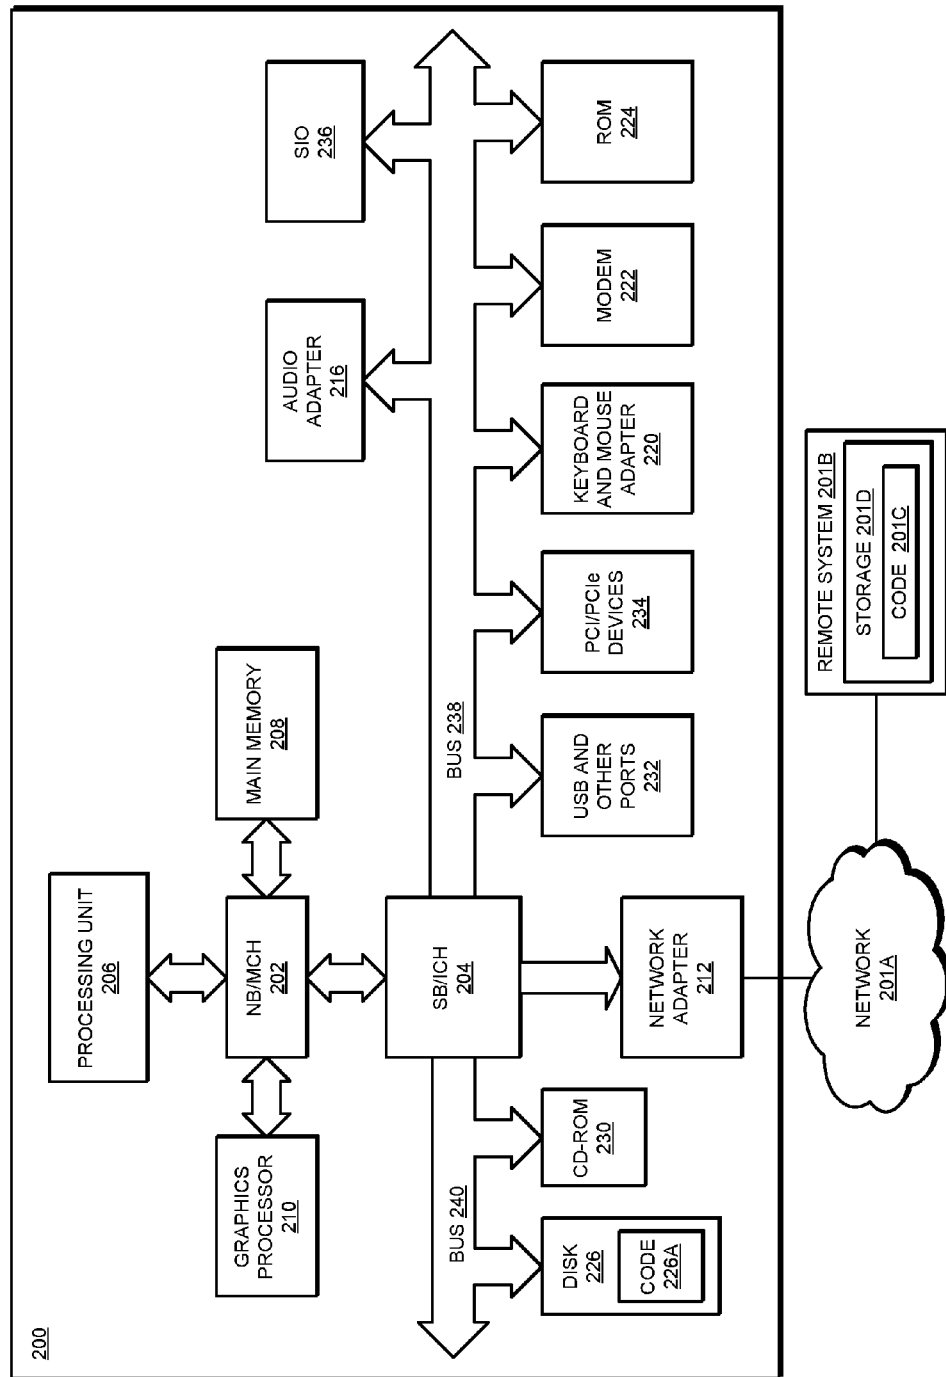 200
PROCESSING UNIT
206
GRAPHICS
PROCESSOR
210
NB/MCH
202
MAIN MEMORY
208
AUDIO
ADAPTER
216
SIO
236
SB/ICH
204
BUS 240
BUS 238
DISK
226
CODE
226A
CD-ROM
230
NETWORK
ADAPTER
212
USB AND
OTHER
PORTS
232
PCI/PCIe
DEVICES
234
KEYBOARD
AND MOUSE
ADAPTER
220
MODEM
222
ROM
224
NETWORK
201A
REMOTE SYSTEM 201B
STORAGE 201D
CODE 201C